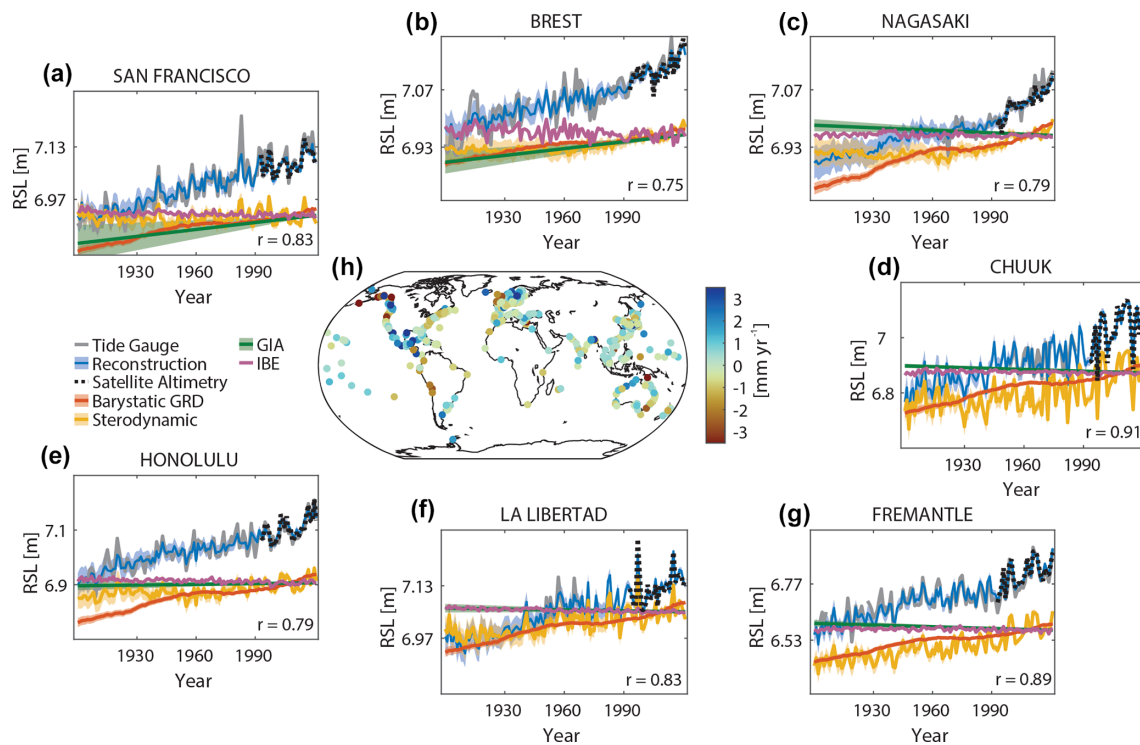 (a)
SAN FRANCISCO
RSL [m]
7.13
6.97
1930
1960
1990
r = 0.83
Year
(b)
BREST
RSL [m]
7.07
6.93
1930
1960
1990
r = 0.75
Year
(c)
NAGASAKI
RSL [m]
7.07
6.93
1930
1960
1990
r = 0.79
Year
(h)
3
2
1
0
-1
-2
-3
[mm yr⁻¹]
(d)
CHUUK
RSL [m]
7
6.8
1930
1960
1990
r = 0.91
Year
Tide Gauge
Reconstruction
Satellite Altimetry
Barystatic GRD
Sterodynamic
GIA
IBE
(e)
HONOLULU
RSL [m]
7.1
6.9
1930
1960
1990
r = 0.79
Year
(f)
LA LIBERTAD
RSL [m]
7.13
6.97
1930
1960
1990
r = 0.83
Year
(g)
FREMANTLE
RSL [m]
6.77
6.53
1930
1960
1990
r = 0.89
Year